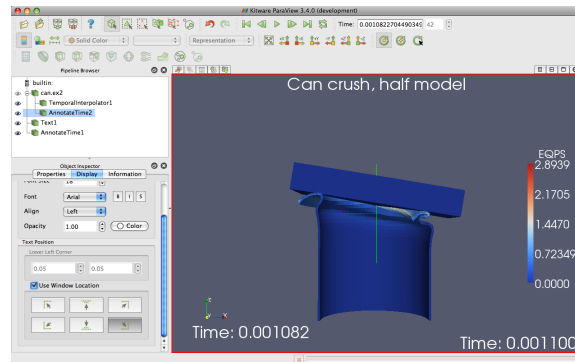 Kitware ParaView 3.4.0 (development)
Time: 0.0010822704490349 42
Solid Color
Representation
Pipeline Browser
builtin:
can.ex2
TemporalInterpolator1
AnnotateTime2
Text1
AnnotateTime1
Object Inspector
Properties Display Information
Font Size 18
Font Arial B I S
Align Left
Opacity 1.00 Color
Text Position
Lower Left Corner
0.05 0.05
Use Window Location
Can crush, half model
EQPS
2.8939
2.1705
1.4470
0.72349
0.0000
Time: 0.001082
Time: 0.001100